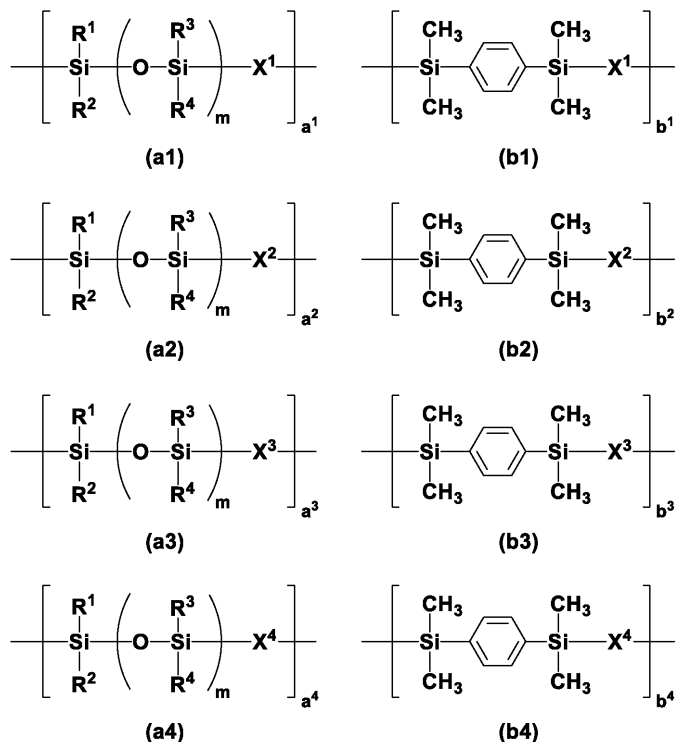 R¹ R³ CH₃ CH₃
Si O Si X¹ Si Si X¹
R² R⁴ m a¹ CH₃ CH₃ b¹
(a1) (b1)
R¹ R³ CH₃ CH₃
Si O Si X² Si Si X²
R² R⁴ m a² CH₃ CH₃ b²
(a2) (b2)
R¹ R³ CH₃ CH₃
Si O Si X³ Si Si X³
R² R⁴ m a³ CH₃ CH₃ b³
(a3) (b3)
R¹ R³ CH₃ CH₃
Si O Si X⁴ Si Si X⁴
R² R⁴ m a⁴ CH₃ CH₃ b⁴
(a4) (b4)